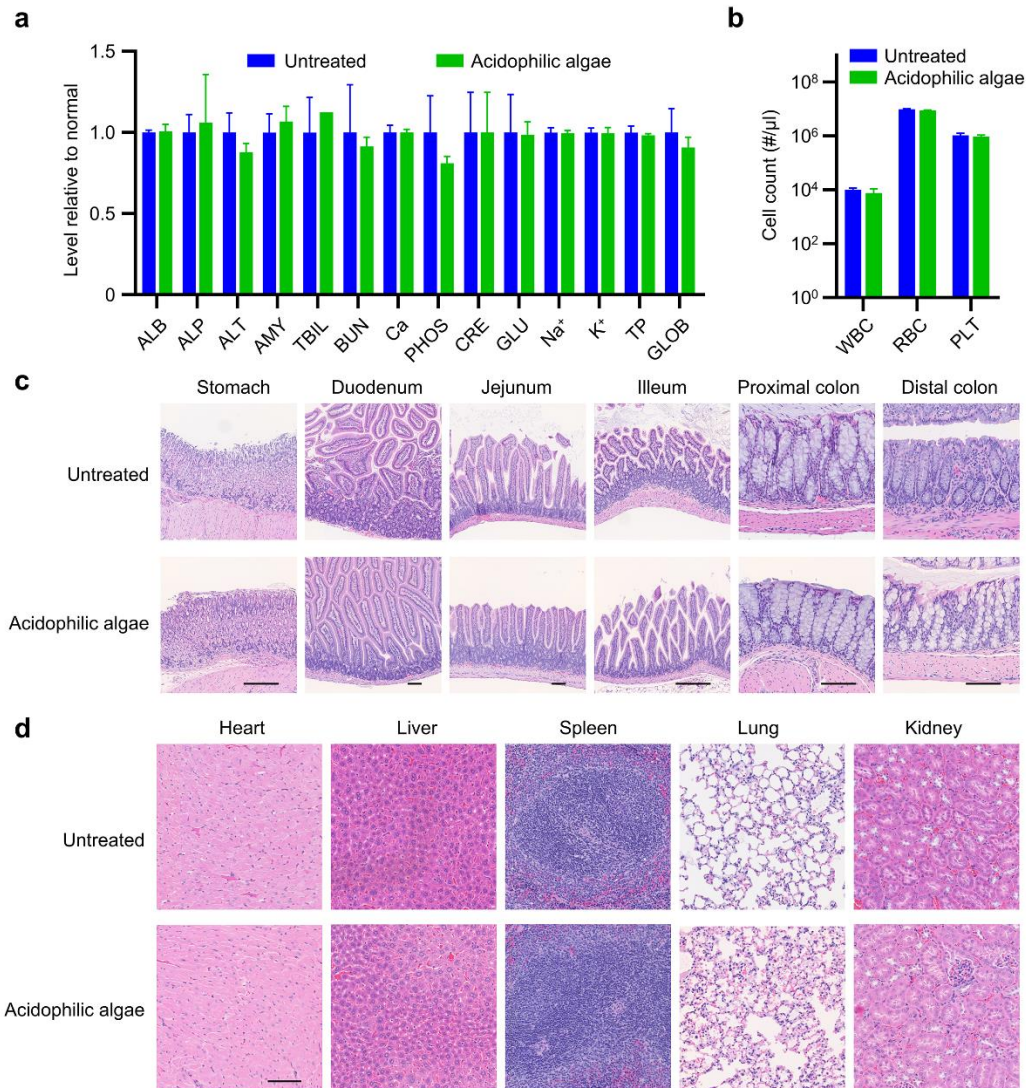 a
Level relative to normal
1.5
1.0
0.5
0
Untreated
Acidophilic algae
ALB
ALP
ALT
AMY
TBIL
BUN
Ca
PHOS
CRE
GLU
Na⁺
K⁺
TP
GLOB
b
Cell count (#/µl)
10⁸
10⁶
10⁴
10²
10⁰
Untreated
Acidophilic algae
WBC
RBC
PLT
c
Stomach
Duodenum
Jejunum
Illeum
Proximal colon
Distal colon
Untreated
Acidophilic algae
d
Heart
Liver
Spleen
Lung
Kidney
Untreated
Acidophilic algae